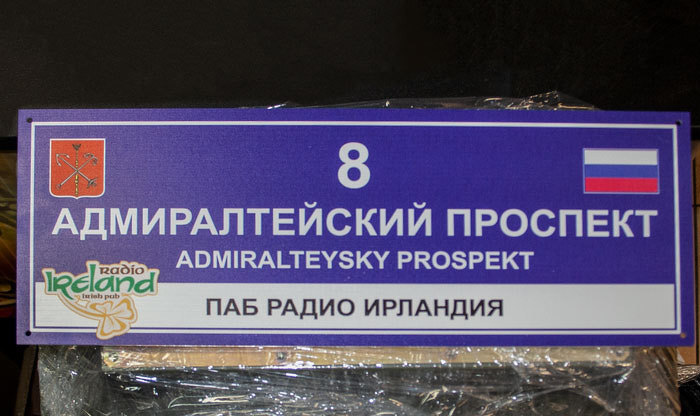 8
АДМИРАЛТЕЙСКИЙ ПРОСПЕКТ
ADMIRALTEYSKY PROSPEKT
RADIO
IRELAND
IRISH PUB
ПАБ РАДИО ИРЛАНДИЯ